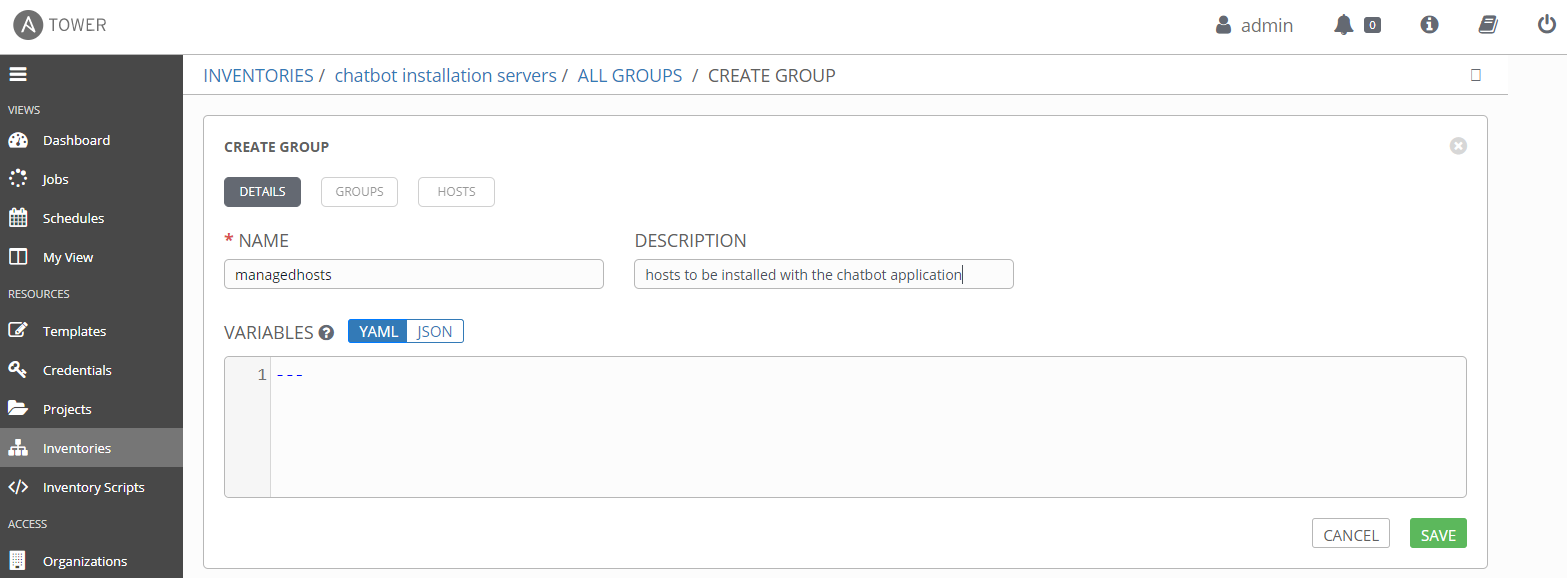 A TOWER
admin 0
INVENTORIES / chatbot installation servers / ALL GROUPS / CREATE GROUP
VIEWS
Dashboard
Jobs
Schedules
My View
RESOURCES
Templates
Credentials
Projects
Inventories
Inventory Scripts
ACCESS
Organizations
CREATE GROUP
DETAILS GROUPS HOSTS
* NAME DESCRIPTION
managedhosts hosts to be installed with the chatbot application
VARIABLES ? YAML JSON
1 ---
CANCEL SAVE